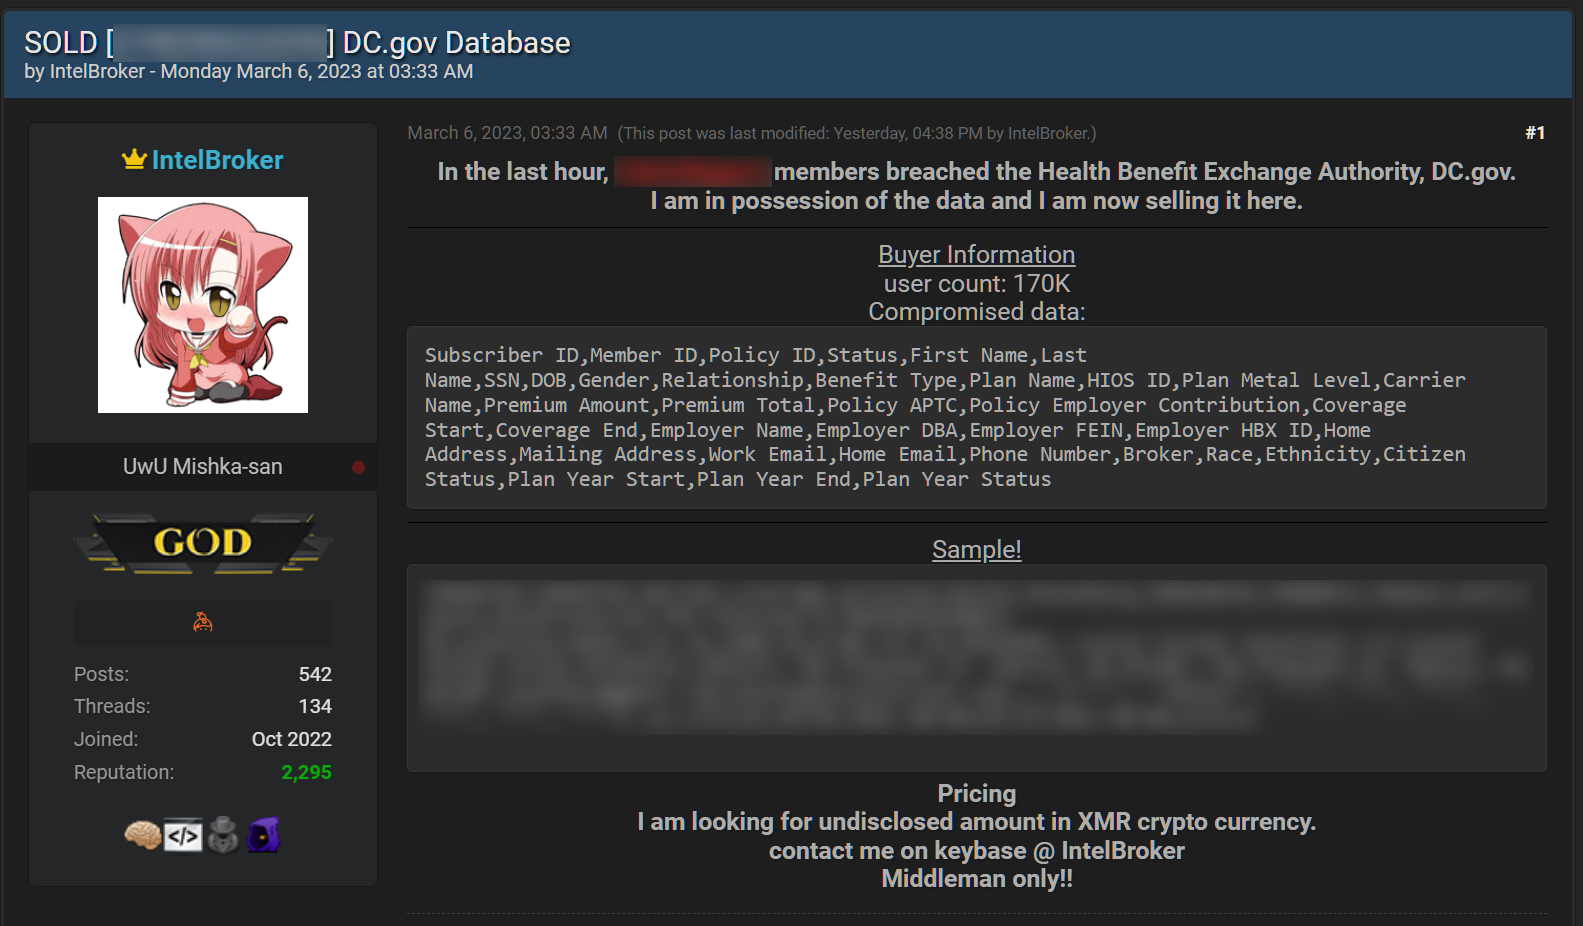 SOLD [ ] DC.gov Database
by IntelBroker - Monday March 6, 2023 at 03:33 AM
IntelBroker
UwU Mishka-san
GOD
Posts: 542
Threads: 134
Joined: Oct 2022
Reputation: 2,295
</>
March 6, 2023, 03:33 AM (This post was last modified: Yesterday, 04:38 PM by IntelBroker.) #1
In the last hour, members breached the Health Benefit Exchange Authority, DC.gov.
I am in possession of the data and I am now selling it here.
Buyer Information
user count: 170K
Compromised data:
Subscriber ID,Member ID,Policy ID,Status,First Name,Last
Name,SSN,DOB,Gender,Relationship,Benefit Type,Plan Name,HIOS ID,Plan Metal Level,Carrier
Name,Premium Amount,Premium Total,Policy APTC,Policy Employer Contribution,Coverage
Start,Coverage End,Employer Name,Employer DBA,Employer FEIN,Employer HBX ID,Home
Address,Mailing Address,Work Email,Home Email,Phone Number,Broker,Race,Ethnicity,Citizen
Status,Plan Year Start,Plan Year End,Plan Year Status
Sample!
Pricing
I am looking for undisclosed amount in XMR crypto currency.
contact me on keybase @ IntelBroker
Middleman only!!